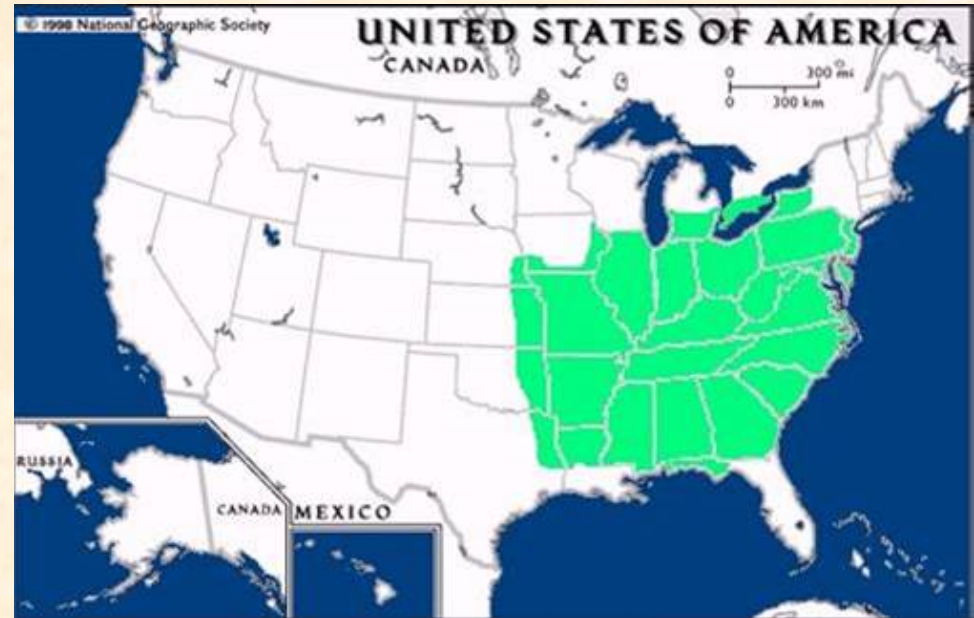 © 1998 National Geographic Society
UNITED STATES OF AMERICA
CANADA
0 300 mi
0 300 km
RUSSIA
CANADA
MEXICO